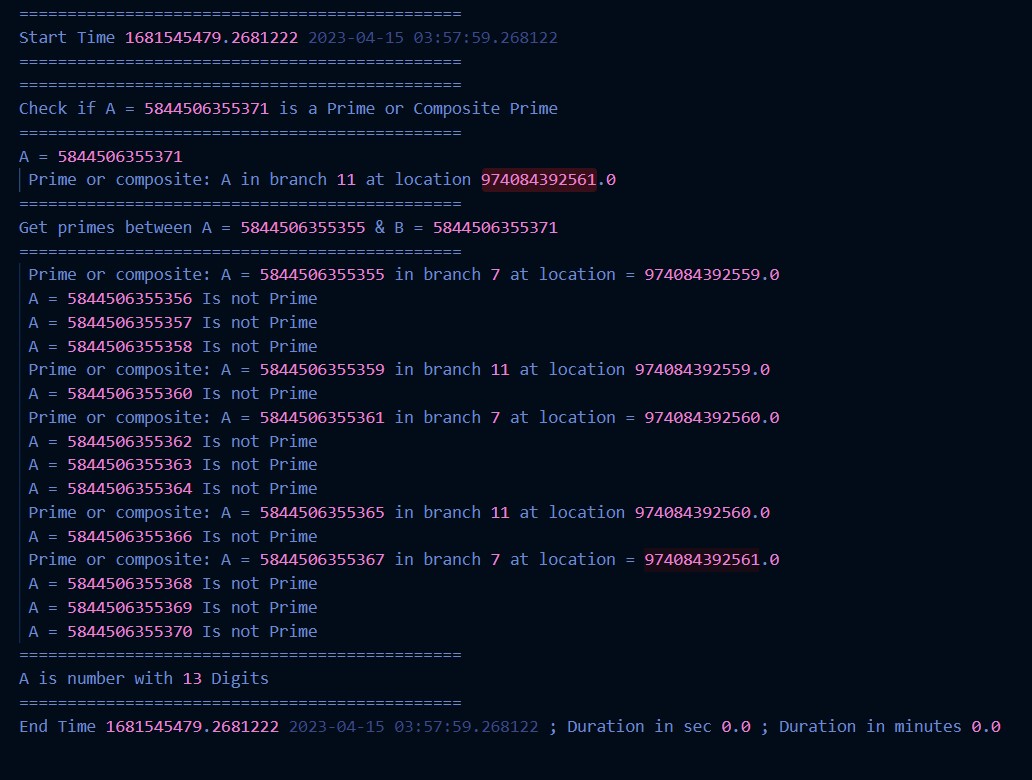 ==============================================
Start Time 1681545479.2681222 2023-04-15 03:57:59.268122
==============================================
==============================================
Check if A = 5844506355371 is a Prime or Composite Prime
==============================================
A = 5844506355371
Prime or composite: A in branch 11 at location 974084392561.0
==============================================
Get primes between A = 5844506355355 & B = 5844506355371
==============================================
Prime or composite: A = 5844506355355 in branch 7 at location = 974084392559.0
A = 5844506355356 Is not Prime
A = 5844506355357 Is not Prime
A = 5844506355358 Is not Prime
Prime or composite: A = 5844506355359 in branch 11 at location 974084392559.0
A = 5844506355360 Is not Prime
Prime or composite: A = 5844506355361 in branch 7 at location = 974084392560.0
A = 5844506355362 Is not Prime
A = 5844506355363 Is not Prime
A = 5844506355364 Is not Prime
Prime or composite: A = 5844506355365 in branch 11 at location 974084392560.0
A = 5844506355366 Is not Prime
Prime or composite: A = 5844506355367 in branch 7 at location = 974084392561.0
A = 5844506355368 Is not Prime
A = 5844506355369 Is not Prime
A = 5844506355370 Is not Prime
==============================================
A is number with 13 Digits
==============================================
End Time 1681545479.2681222 2023-04-15 03:57:59.268122 ; Duration in sec 0.0 ; Duration in minutes 0.0